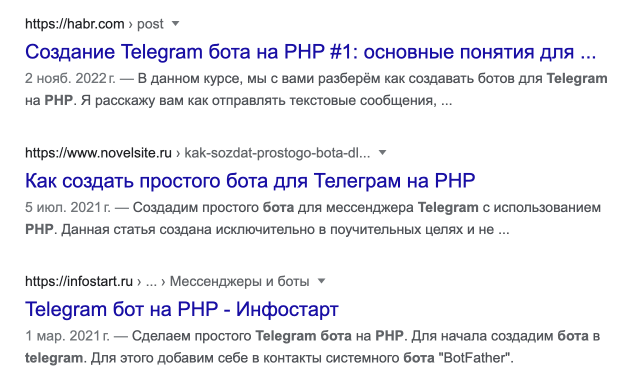 https://habr.com › post
Создание Telegram бота на PHP #1: основные понятия для ...
2 нояб. 2022 г. — В данном курсе, мы с вами разберём как создавать ботов для Telegram
на PHP. Я расскажу вам как отправлять текстовые сообщения, ...
https://www.novelsite.ru › kak-sozdat-prostogo-bota-dl...
Как создать простого бота для Телеграм на PHP
5 июл. 2021 г. — Создадим простого бота для мессенджера Telegram с использованием
PHP. Данная статья создана исключительно в поучительных целях и не ...
https://infostart.ru › ... › Мессенджеры и боты
Telegram бот на PHP - Инфостарт
1 мар. 2021 г. — Сделаем простого Telegram бота на PHP. Для начала создадим бота в
telegram. Для этого добавим себе в контакты системного бота "BotFather".